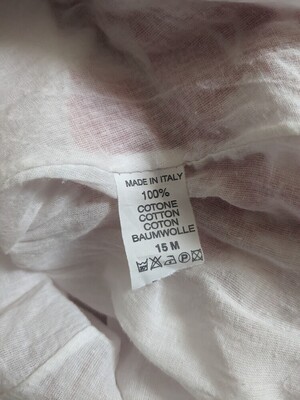 MADE IN ITALY
100%
COTONE
COTTON
COTON
BAUMWOLLE
15 M